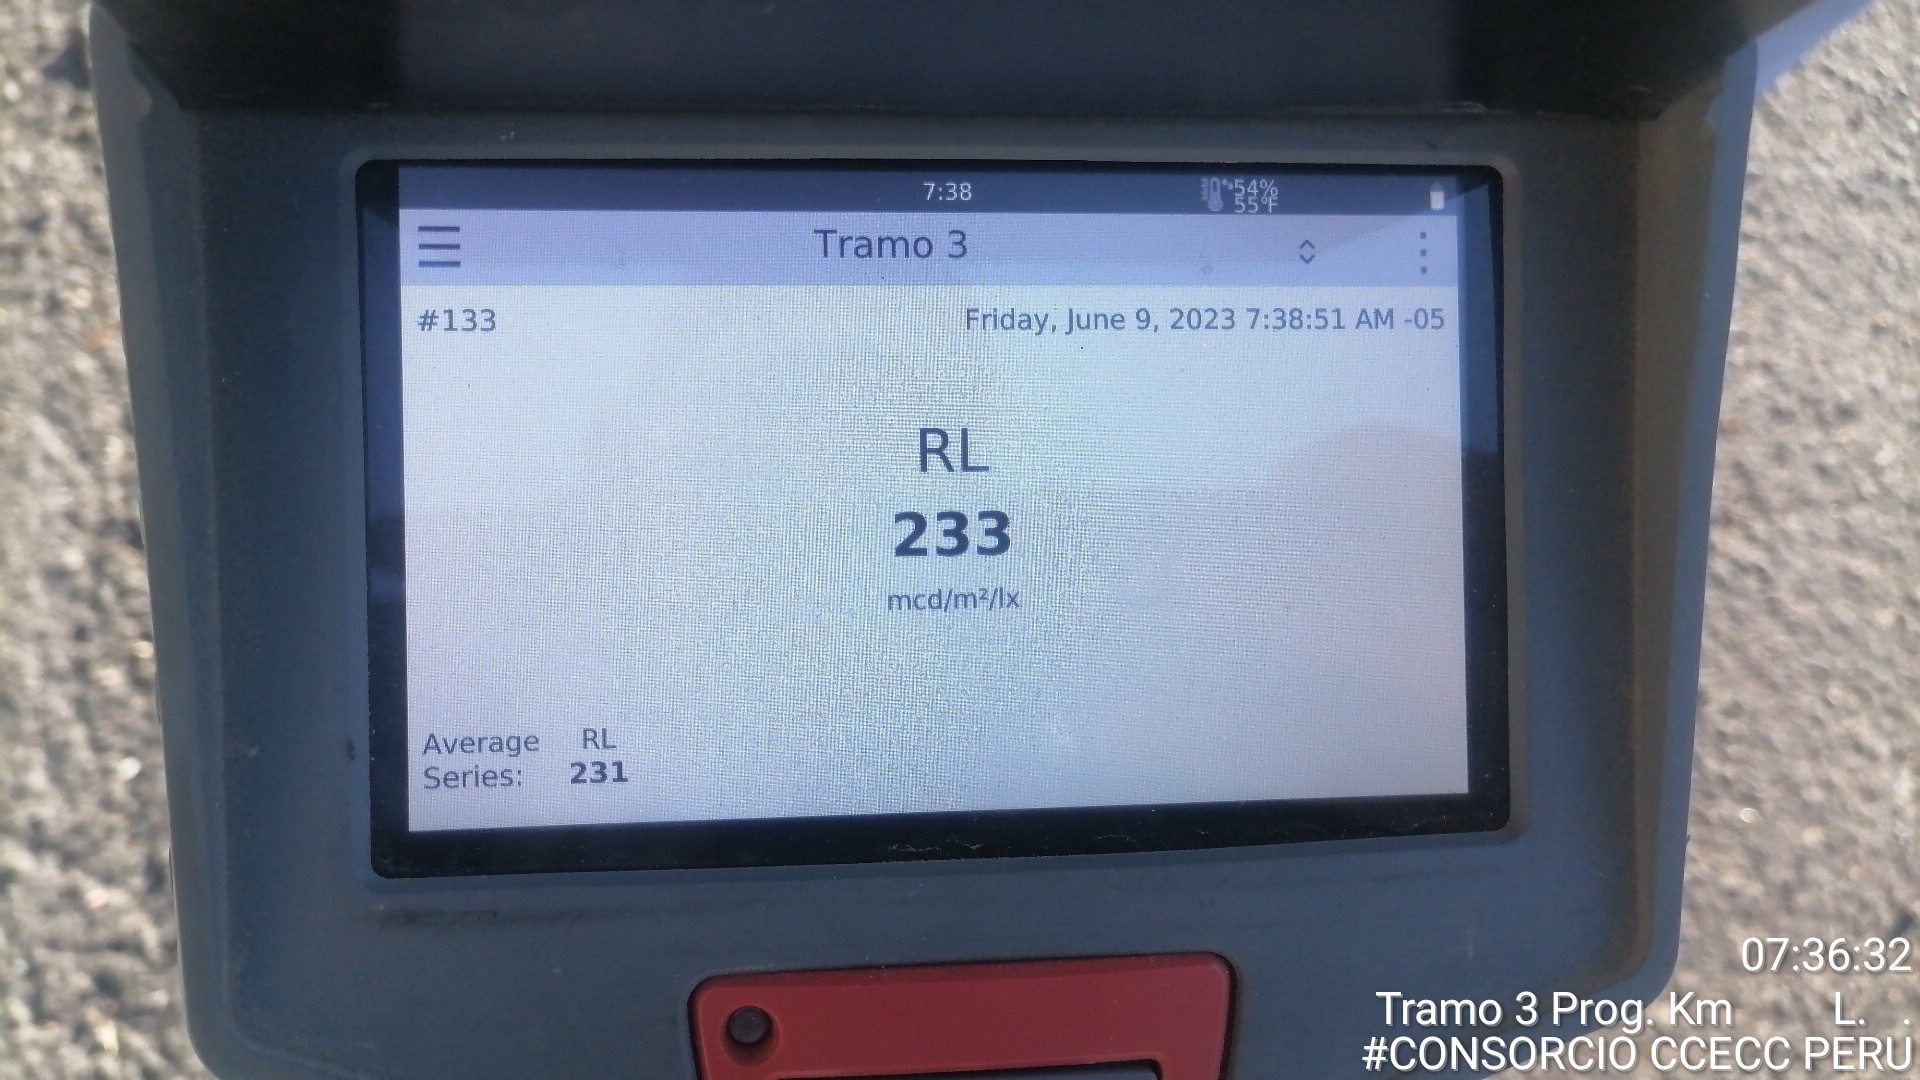 7:38
54%
55°F
Tramo 3
#133
Friday, June 9, 2023 7:38:51 AM -05
RL
233
mcd/m²/lx
Average RL
Series: 231
07:36:32
Tramo 3 Prog. Km L. .
#CONSORCIO CCECC PERU